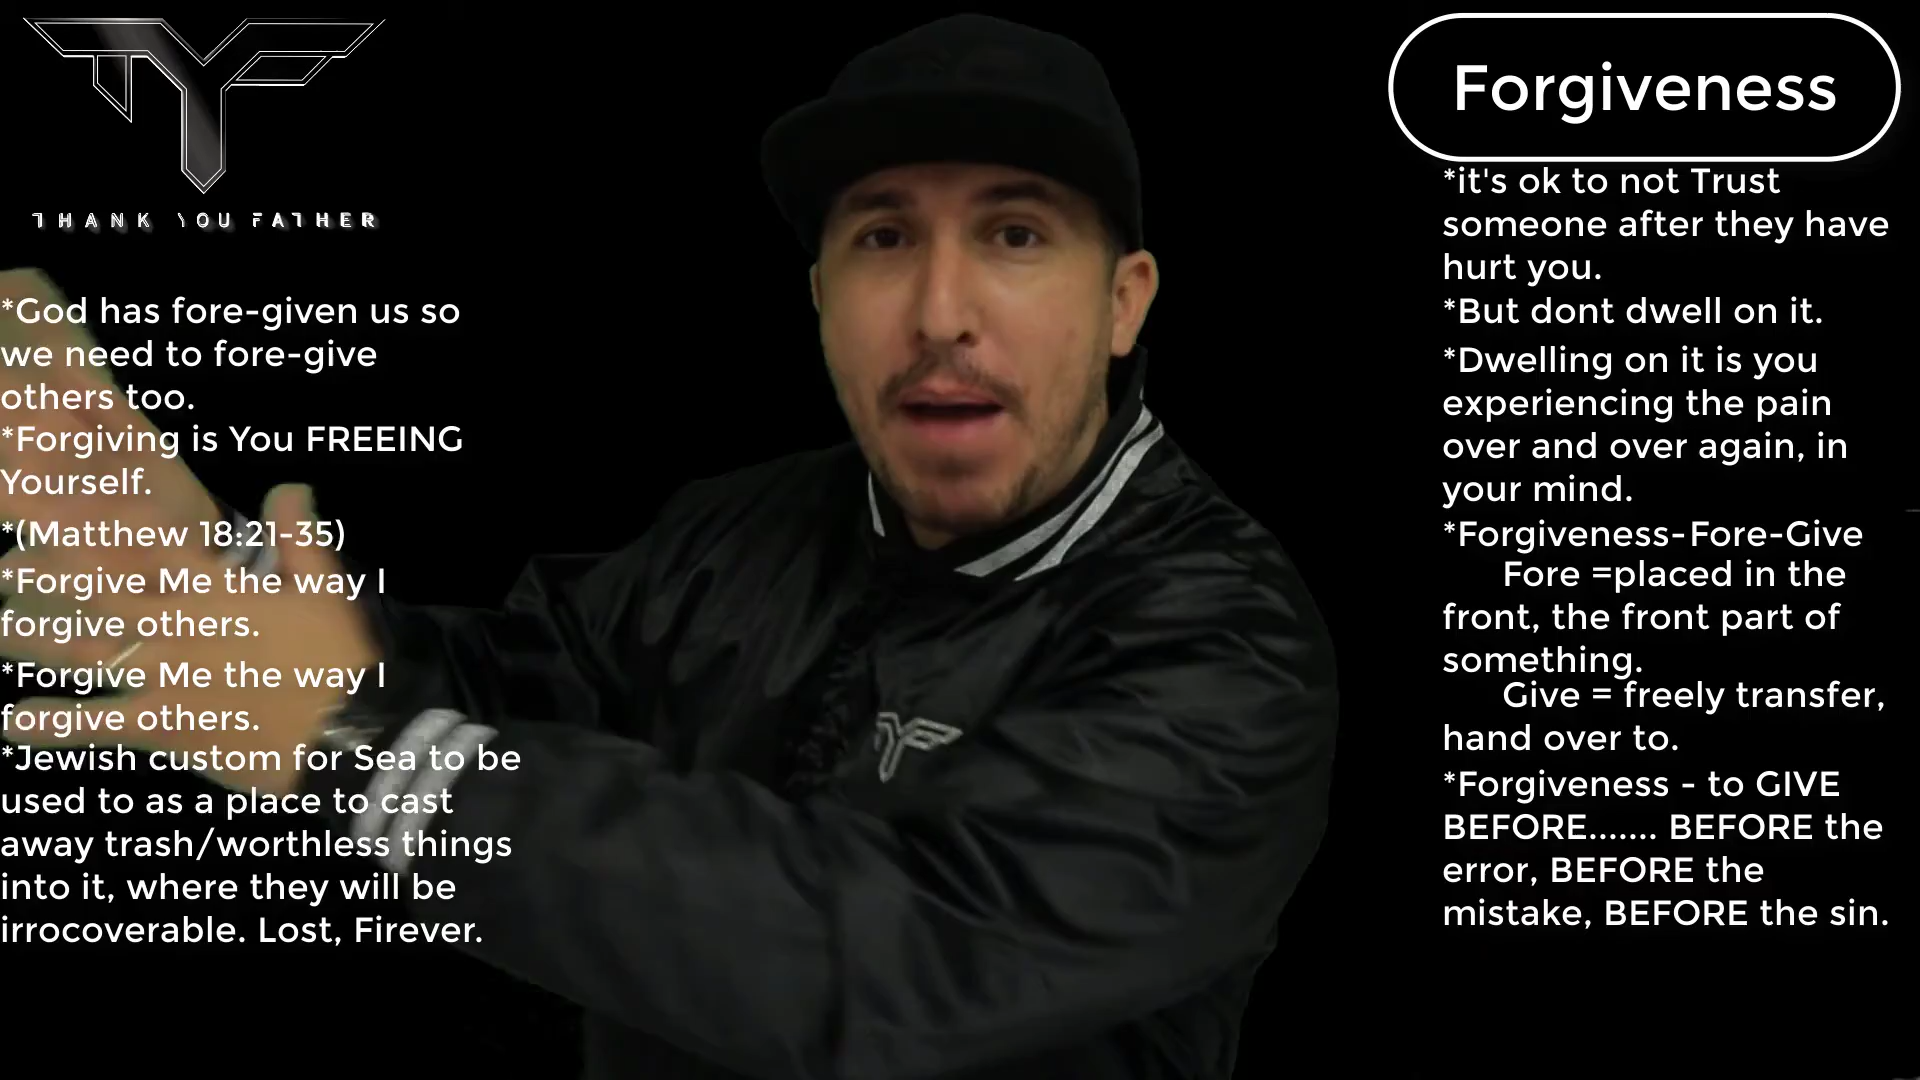 TYF
THANK YOU FATHER
*God has fore-given us so
we need to fore-give
others too.
*Forgiving is You FREEING
Yourself.
*(Matthew 18:21-35)
*Forgive Me the way I
forgive others.
*Forgive Me the way I
forgive others.
*Jewish custom for Sea to be
used to as a place to cast
away trash/worthless things
into it, where they will be
irrocoverable. Lost, Firever.
TYF
Forgiveness
*it's ok to not Trust
someone after they have
hurt you.
*But dont dwell on it.
*Dwelling on it is you
experiencing the pain
over and over again, in
your mind.
*Forgiveness-Fore-Give
Fore =placed in the
front, the front part of
something.
Give = freely transfer,
hand over to.
*Forgiveness - to GIVE
BEFORE....... BEFORE the
error, BEFORE the
mistake, BEFORE the sin.